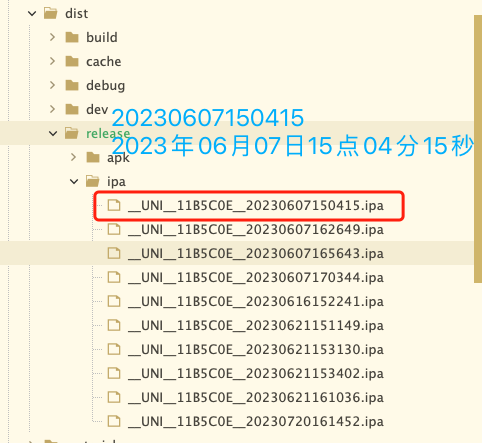 dist
build
cache
debug
dev
20230607150415
release
2023年06月07日15点04分15秒
apk
ipa
__UNI__11B5C0E__20230607150415.ipa
__UNI__11B5C0E__20230607162649.ipa
__UNI__11B5C0E__20230607165643.ipa
__UNI__11B5C0E__20230607170344.ipa
__UNI__11B5C0E__20230616152241.ipa
__UNI__11B5C0E__20230621151149.ipa
__UNI__11B5C0E__20230621153130.ipa
__UNI__11B5C0E__20230621153402.ipa
__UNI__11B5C0E__20230621161036.ipa
__UNI__11B5C0E__20230720161452.ipa